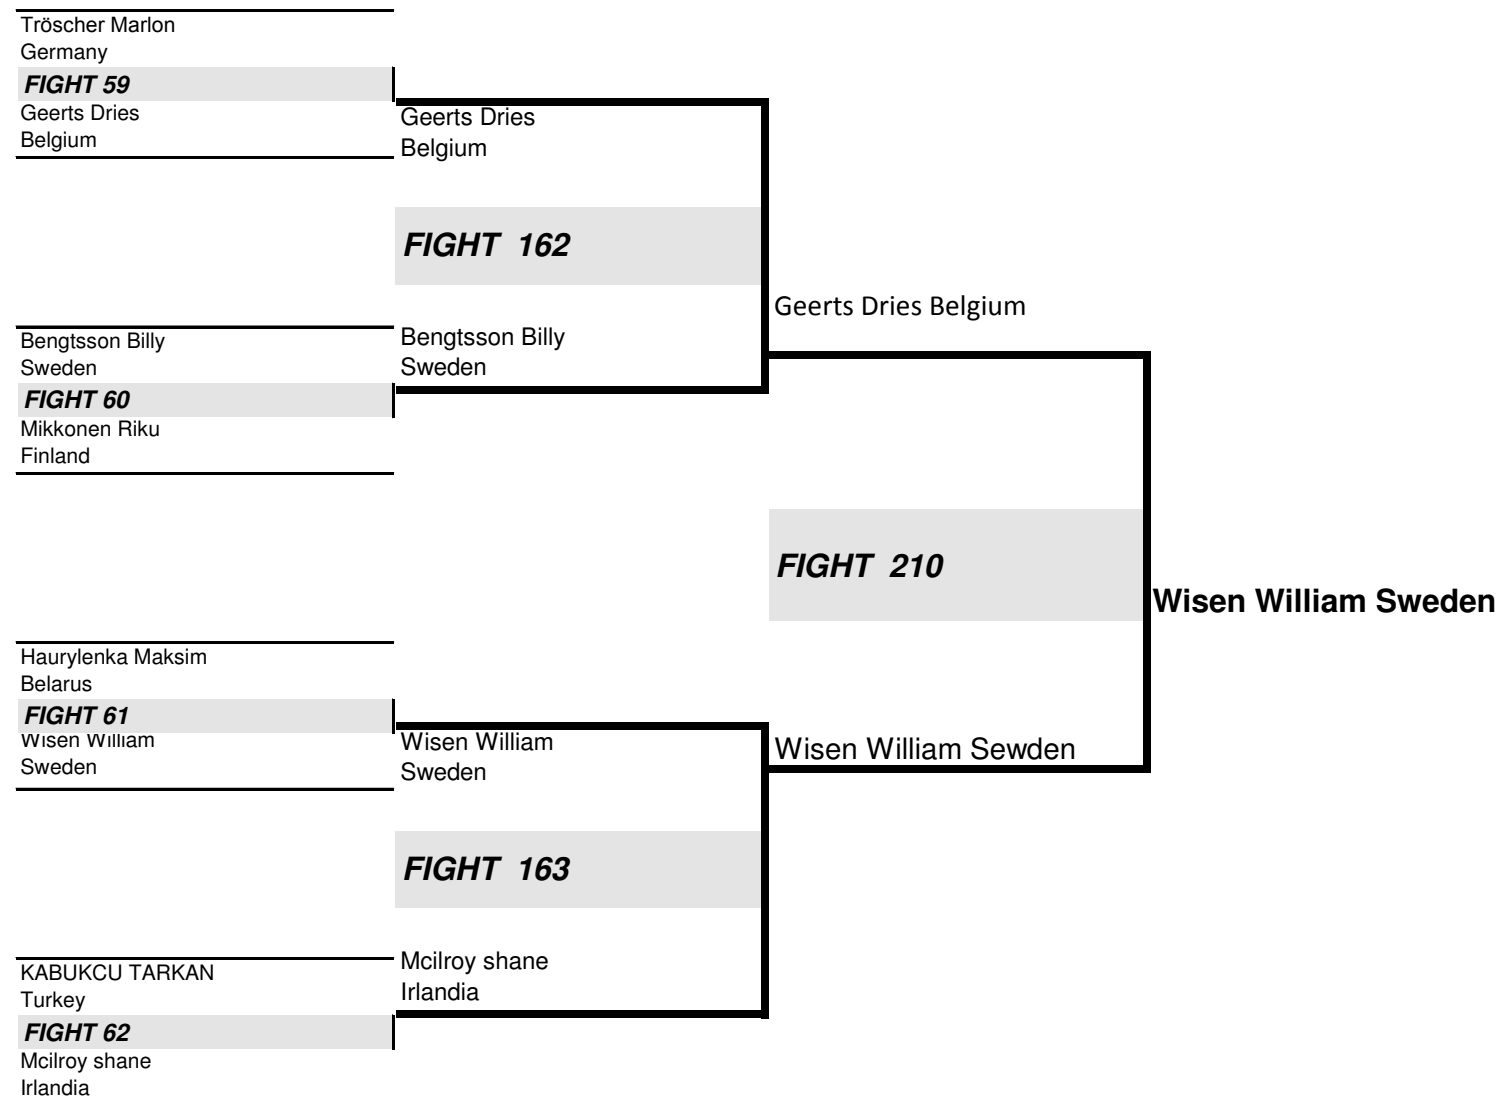 Tröscher Marlon
Germany
FIGHT 59
Geerts Dries
Belgium
Geerts Dries
Belgium
FIGHT 162
Geerts Dries Belgium
Bengtsson Billy
Sweden
Bengtsson Billy
Sweden
FIGHT 60
Mikkonen Riku
Finland
FIGHT 210
Wisen William Sweden
Haurylenka Maksim
Belarus
FIGHT 61
Wisen William
Sweden
Wisen William
Sweden
Wisen William Sewden
FIGHT 163
Mcilroy shane
Irlandia
KABUKCU TARKAN
Turkey
FIGHT 62
Mcilroy shane
Irlandia